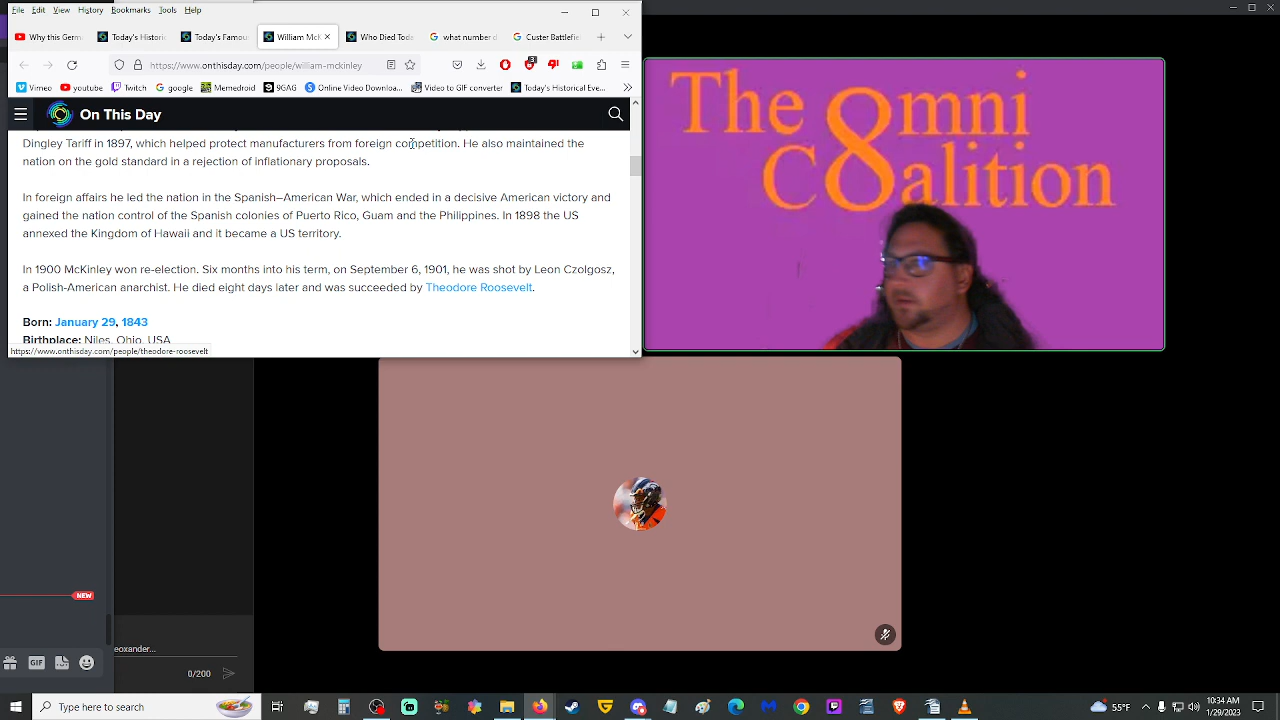 File Edit View History Bookmarks Tools Help
Why this Germ
Today's Histori
Today's Famou
William McK
Who Died Toda
what number d
Custer Battlefiel
https://www.onthisday.com/people/william-mckinley
3
Vimeo
youtube
Twitch
google
Memedroid
9GAG
Online Video Downloa...
Video to GIF converter
Today's Historical Eve...
On This Day
Dingley Tariff in 1897, which helped protect manufacturers from foreign competition. He also maintained the
nation on the gold standard in a rejection of inflationary proposals.
In foreign affairs he led the nation in the Spanish–American War, which ended in a decisive American victory and
gained the nation control of the Spanish colonies of Puerto Rico, Guam and the Philippines. In 1898 the US
annexed the Kingdom of Hawaii and it became a US territory.
In 1900 McKinley won re-election. Six months into his term, on September 6, 1901, he was shot by Leon Czolgosz,
a Polish-American anarchist. He died eight days later and was succeeded by Theodore Roosevelt.
Born: January 29, 1843
Birthplace: Niles, Ohio, USA
https://www.onthisday.com/people/theodore-roosevelt
The 8mni
C8alition
NEW
eoxander...
GIF
0/200
Type here to search
55°F
10:34 AM
1/29/2023